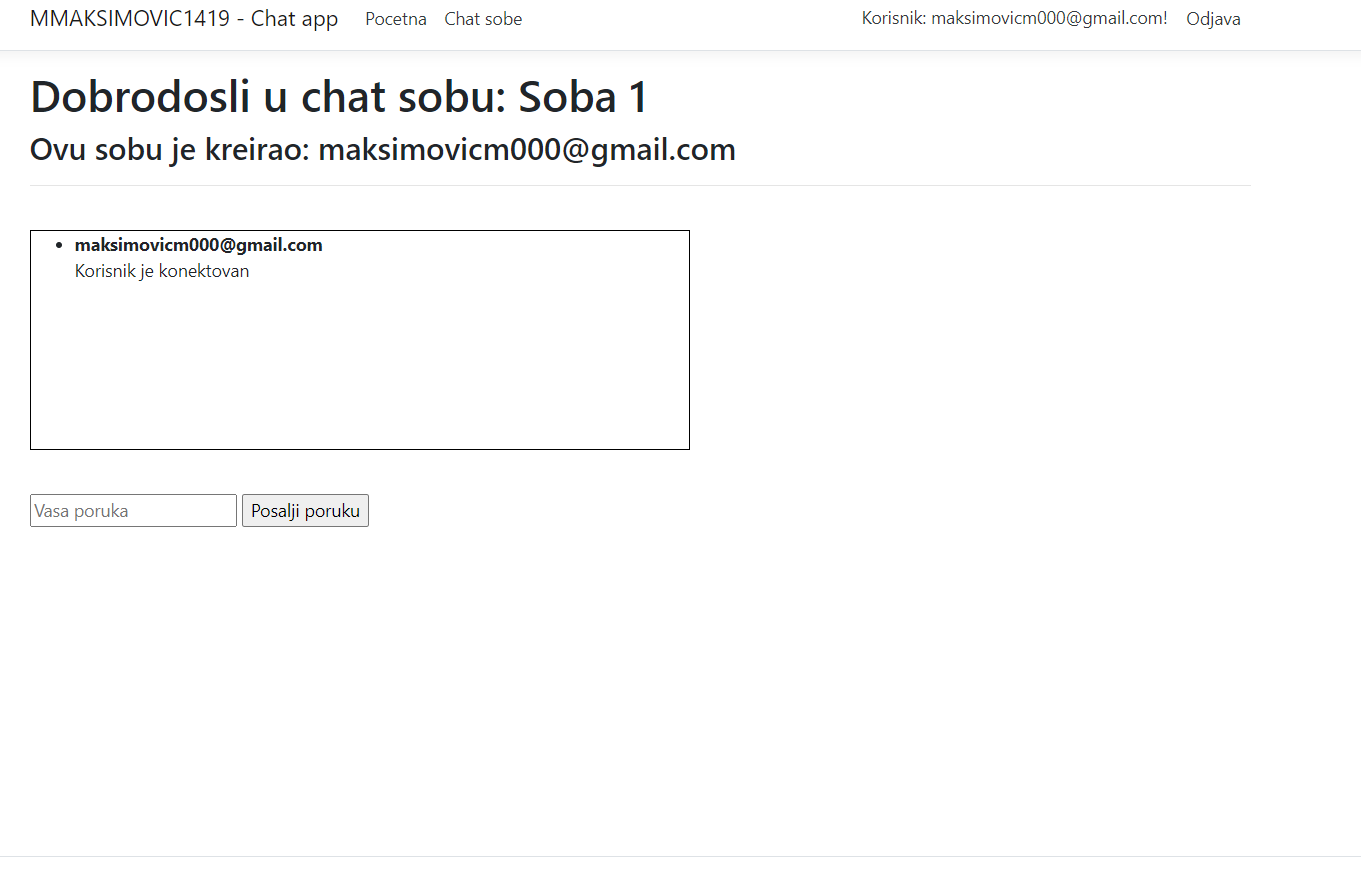 MMAKSIMOVIC1419 - Chat app Pocetna Chat sobe Korisnik: maksimovicm000@gmail.com! Odjava
Dobrodosli u chat sobu: Soba 1
Ovu sobu je kreirao: maksimovicm000@gmail.com
• maksimovicm000@gmail.com
Korisnik je konektovan
Vasa poruka Posalji poruku